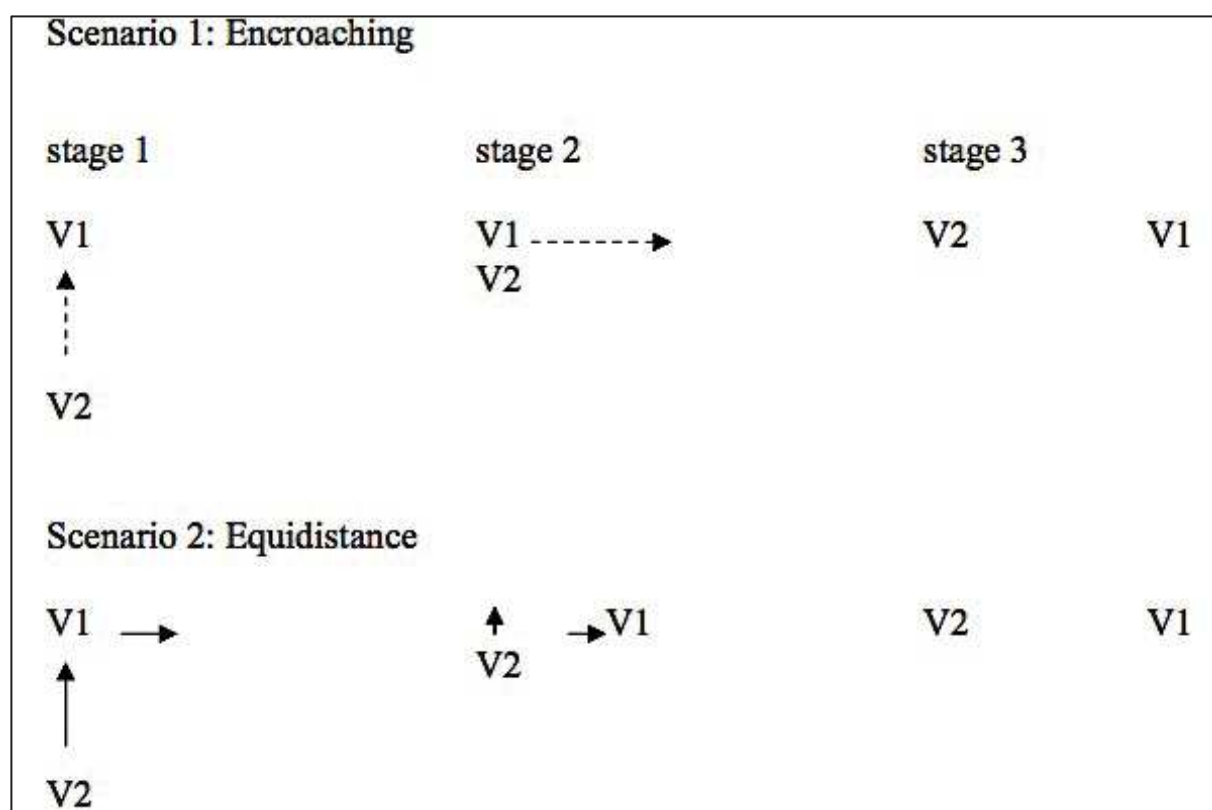 Scenario 1: Encroaching
stage 1 stage 2 stage 3
V1 V1 V2 V1
V2
V2
Scenario 2: Equidistance
V1 V1 V2 V1
V2
V2